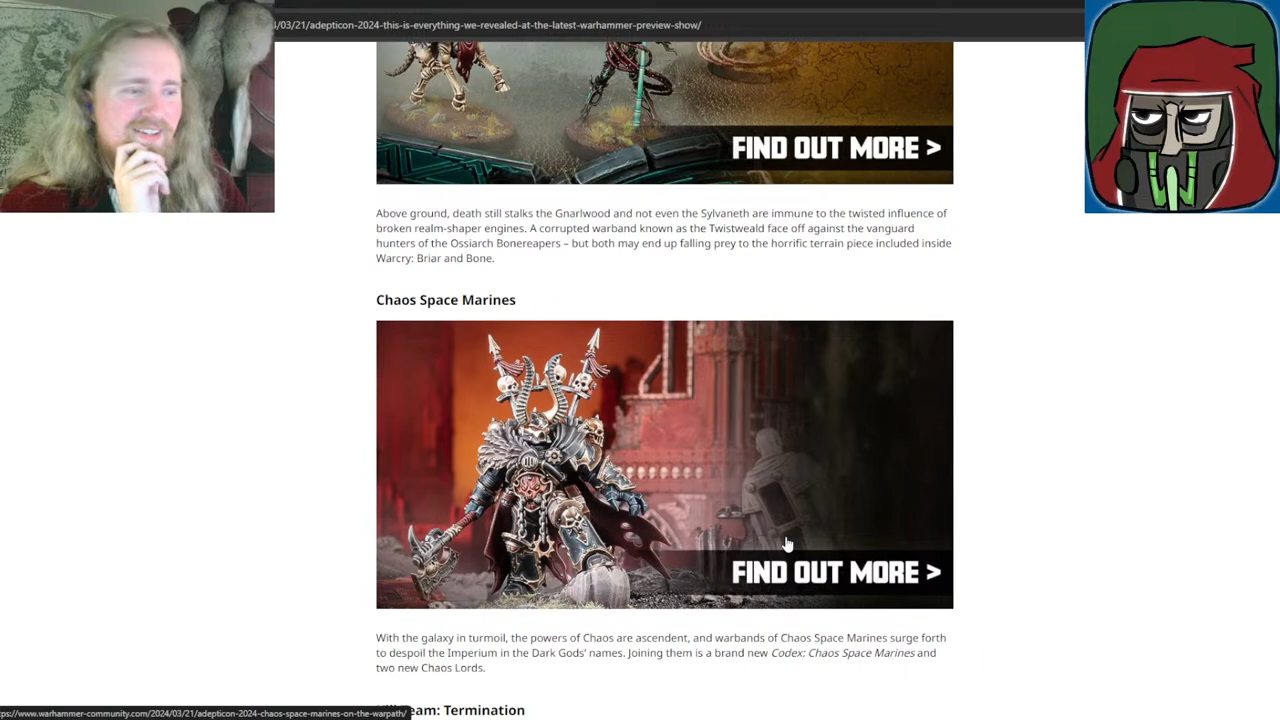 /03/21/adepticon-2024-this-is-everything-we-revealed-at-the-latest-warhammer-preview-show/
FIND OUT MORE >
Above ground, death still stalks the Gnarlwood and not even the Sylvaneth are immune to the twisted influence of
broken realm-shaper engines. A corrupted warband known as the Twistweald face off against the vanguard
hunters of the Ossiarch Bonereapers – but both may end up falling prey to the horrific terrain piece included inside
Warcry: Briar and Bone.
Chaos Space Marines
FIND OUT MORE >
With the galaxy in turmoil, the powers of Chaos are ascendent, and warbands of Chaos Space Marines surge forth
to despoil the Imperium in the Dark Gods' names. Joining them is a brand new Codex: Chaos Space Marines and
two new Chaos Lords.
eam: Termination
ps://www.warhammer-community.com/2024/03/21/adepticon-2024-chaos-space-marines-on-the-warpath/